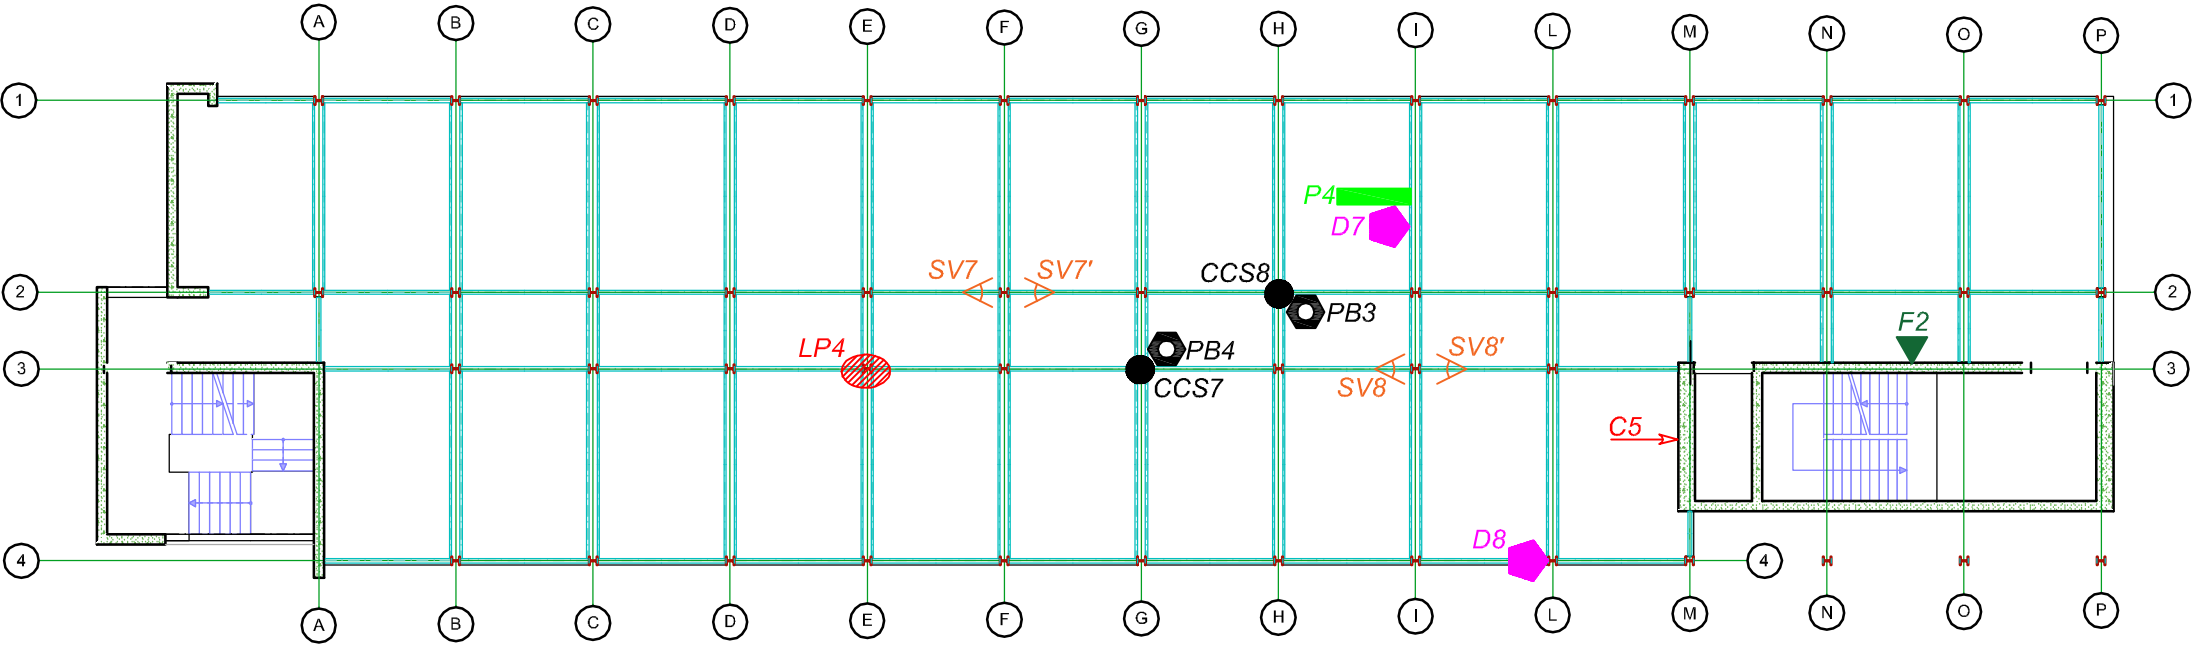 A B C D E F G H I L M N O P
1 1
P4
D7
SV7 SV7' CCS8
2 2
PB3
F2
LP4 PB4 SV8'
3 3
CCS7 SV8
C5
D8
4 4
A B C D E F G H I L M N O P